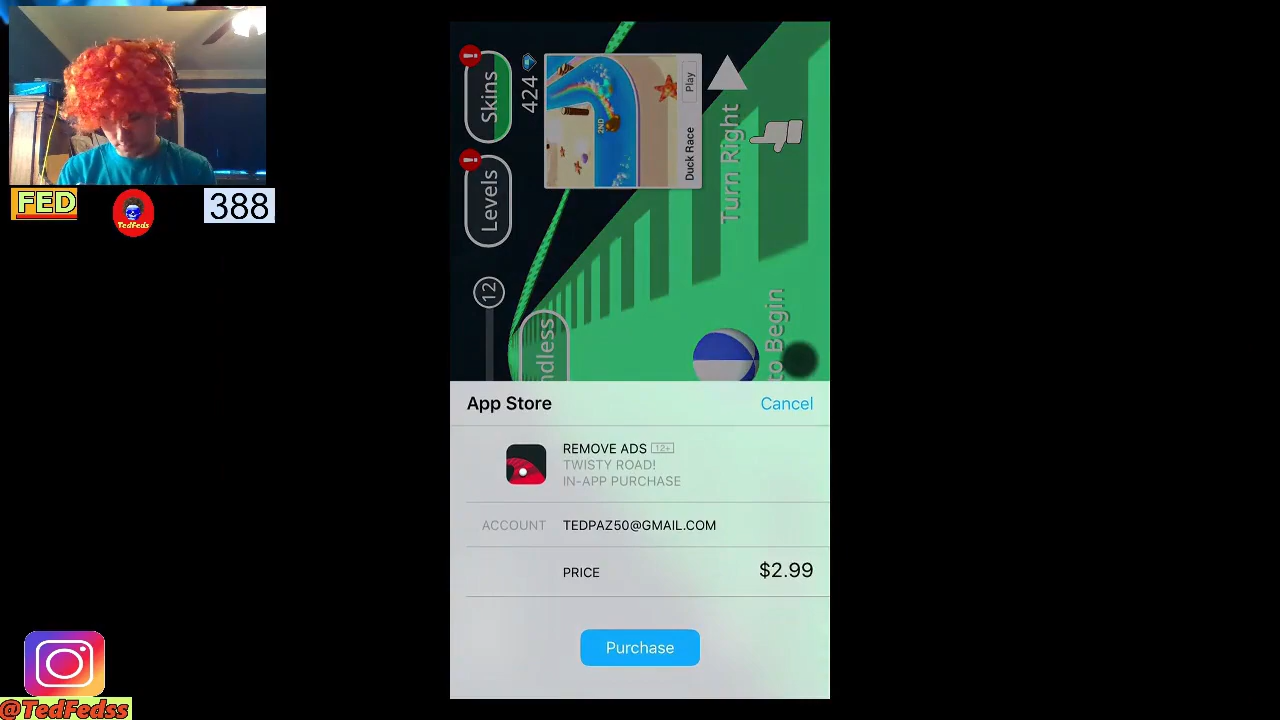 FED
TedFeds
388
Skins
!
424
Levels
!
12
2ND
Duck Race
Play
Turn Right
ndless
to Begin
App Store
Cancel
REMOVE ADS 12+
TWISTY ROAD!
IN-APP PURCHASE
ACCOUNT TEDPAZ50@GMAIL.COM
PRICE $2.99
Purchase
@TedFedss